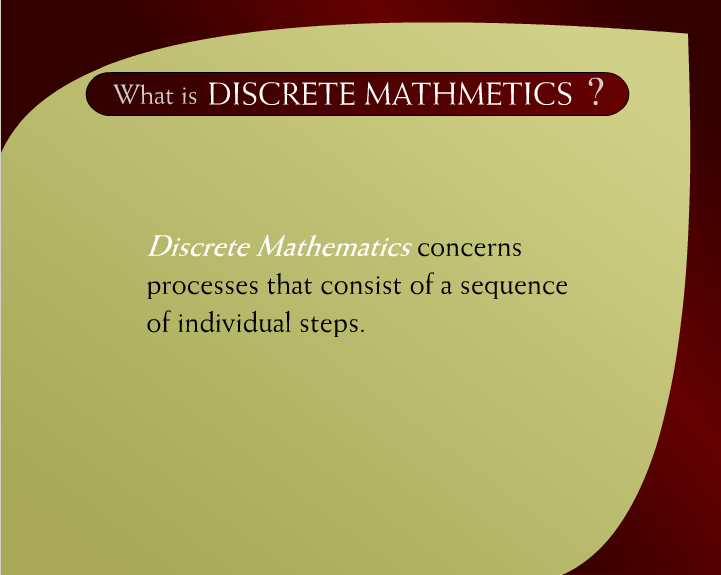 What is DISCRETE MATHMETICS ?
Discrete Mathematics concerns
processes that consist of a sequence
of individual steps.